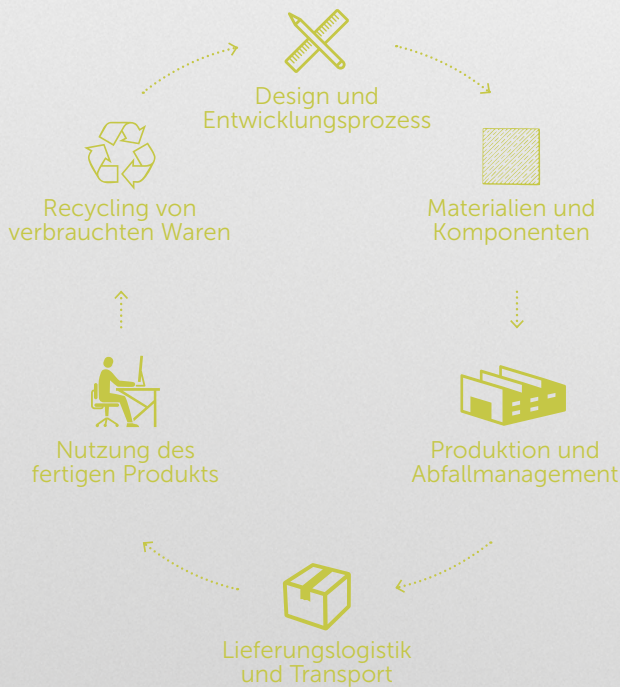 Design und
Entwicklungsprozess
Materialien und
Komponenten
Produktion und
Abfallmanagement
Lieferungslogistik
und Transport
Nutzung des
fertigen Produkts
Recycling von
verbrauchten Waren